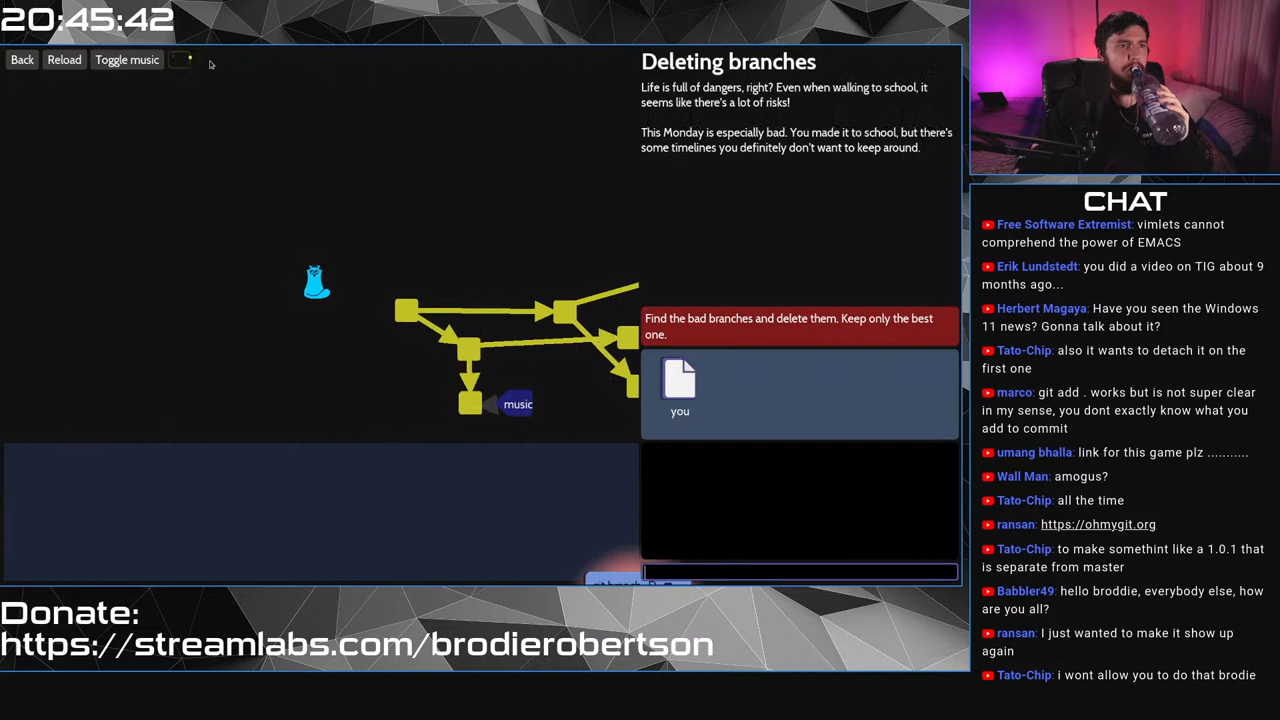 20:45:42
Back Reload Toggle music
Deleting branches
Life is full of dangers, right? Even when walking to school, it
seems like there's a lot of risks!
This Monday is especially bad. You made it to school, but there's
some timelines you definitely don't want to keep around.
music
Find the bad branches and delete them. Keep only the best
one.
you
Donate:
https://streamlabs.com/brodierobertson
CHAT
Free Software Extremist: vimlets cannot
comprehend the power of EMACS
Erik Lundstedt: you did a video on TIG about 9
months ago...
Herbert Magaya: Have you seen the Windows
11 news? Gonna talk about it?
Tato-Chip: also it wants to detach it on the
first one
marco: git add . works but is not super clear
in my sense, you dont exactly know what you
add to commit
umang bhalla: link for this game plz ...........
Wall Man: amogus?
Tato-Chip: all the time
ransan: https://ohmygit.org
Tato-Chip: to make somethint like a 1.0.1 that
is separate from master
Babbler49: hello broddie, everybody else, how
are you all?
ransan: I just wanted to make it show up
again
Tato-Chip: i wont allow you to do that brodie